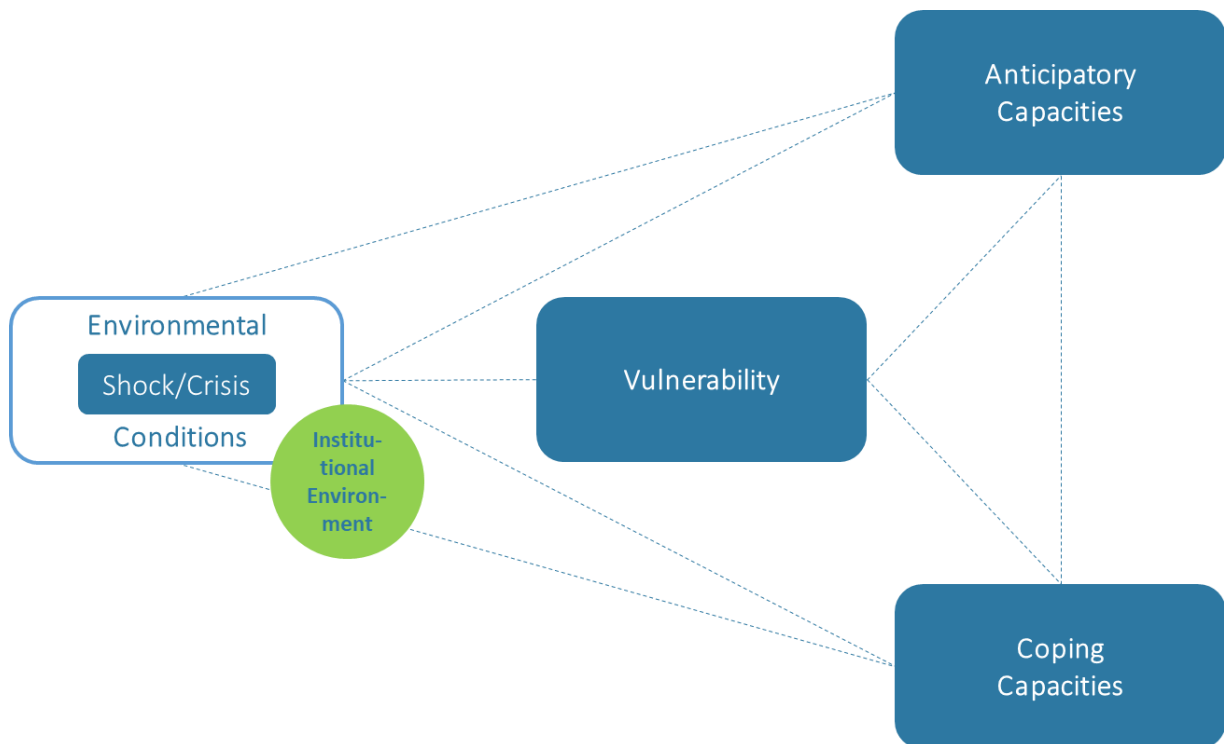 Anticipatory
Capacities
Environmental
Shock/Crisis
Conditions
Vulnerability
Institu-
tional
Environ-
ment
Coping
Capacities